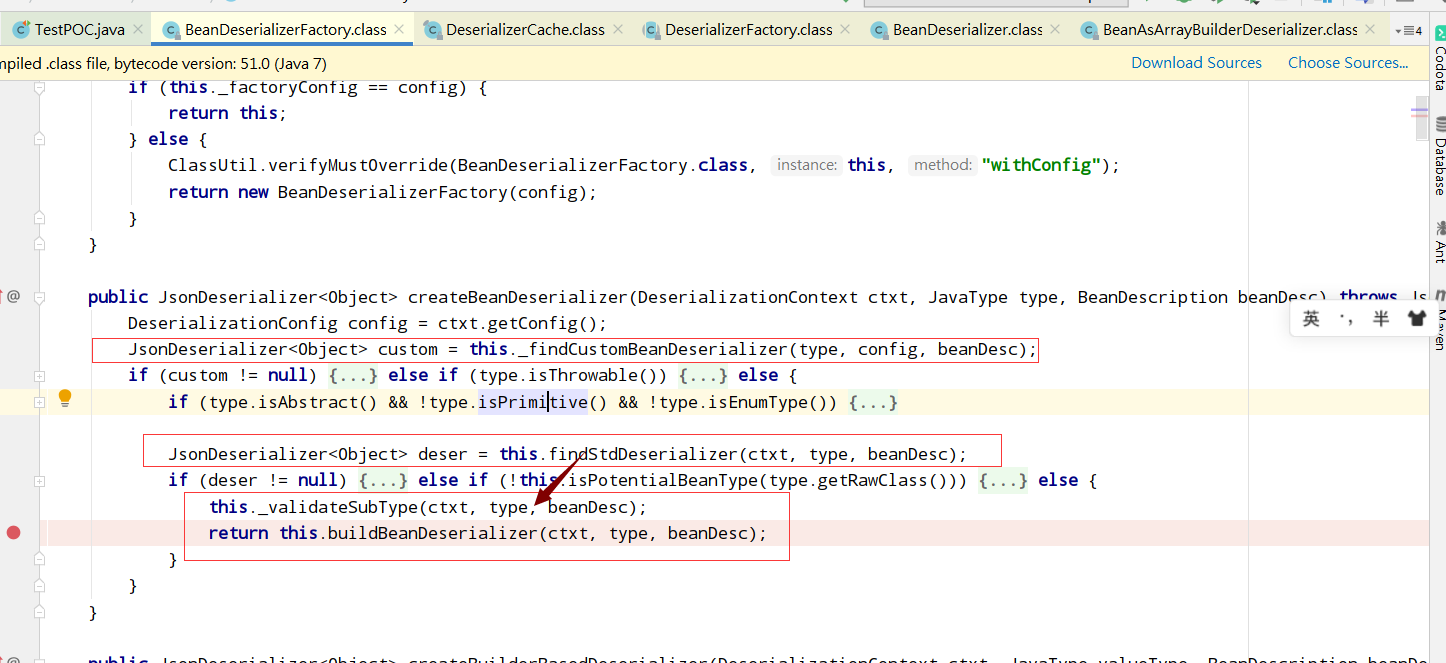 TestPOC.java BeanDeserializerFactory.class DeserializerCache.class DeserializerFactory.class BeanDeserializer.class BeanAsArrayBuilderDeserializer.class 4
mpiled .class file, bytecode version: 51.0 (Java 7) Download Sources Choose Sources...
if (this._factoryConfig == config) {
return this;
} else {
ClassUtil.verifyMustOverride(BeanDeserializerFactory.class, instance: this, method: "withConfig");
return new BeanDeserializerFactory(config);
}
}
public JsonDeserializer<Object> createBeanDeserializer(DeserializationContext ctxt, JavaType type, BeanDescription beanDesc) throws Js
DeserializationConfig config = ctxt.getConfig();
JsonDeserializer<Object> custom = this._findCustomBeanDeserializer(type, config, beanDesc);
if (custom != null) {...} else if (type.isThrowable()) {...} else {
if (type.isAbstract() && !type.isPrimitive() && !type.isEnumType()) {...}
JsonDeserializer<Object> deser = this.findStdDeserializer(ctxt, type, beanDesc);
if (deser != null) {...} else if (!this.isPotentialBeanType(type.getRawClass())) {...} else {
this._validateSubType(ctxt, type, beanDesc);
return this.buildBeanDeserializer(ctxt, type, beanDesc);
}
}
}
public JsonDeserializer<Object> createBuilderBasedDeserializer(DeserializationContext ctxt, JavaType valueType, BeanDescription beanDe
英 半
Codota
Database
Ant
Maven